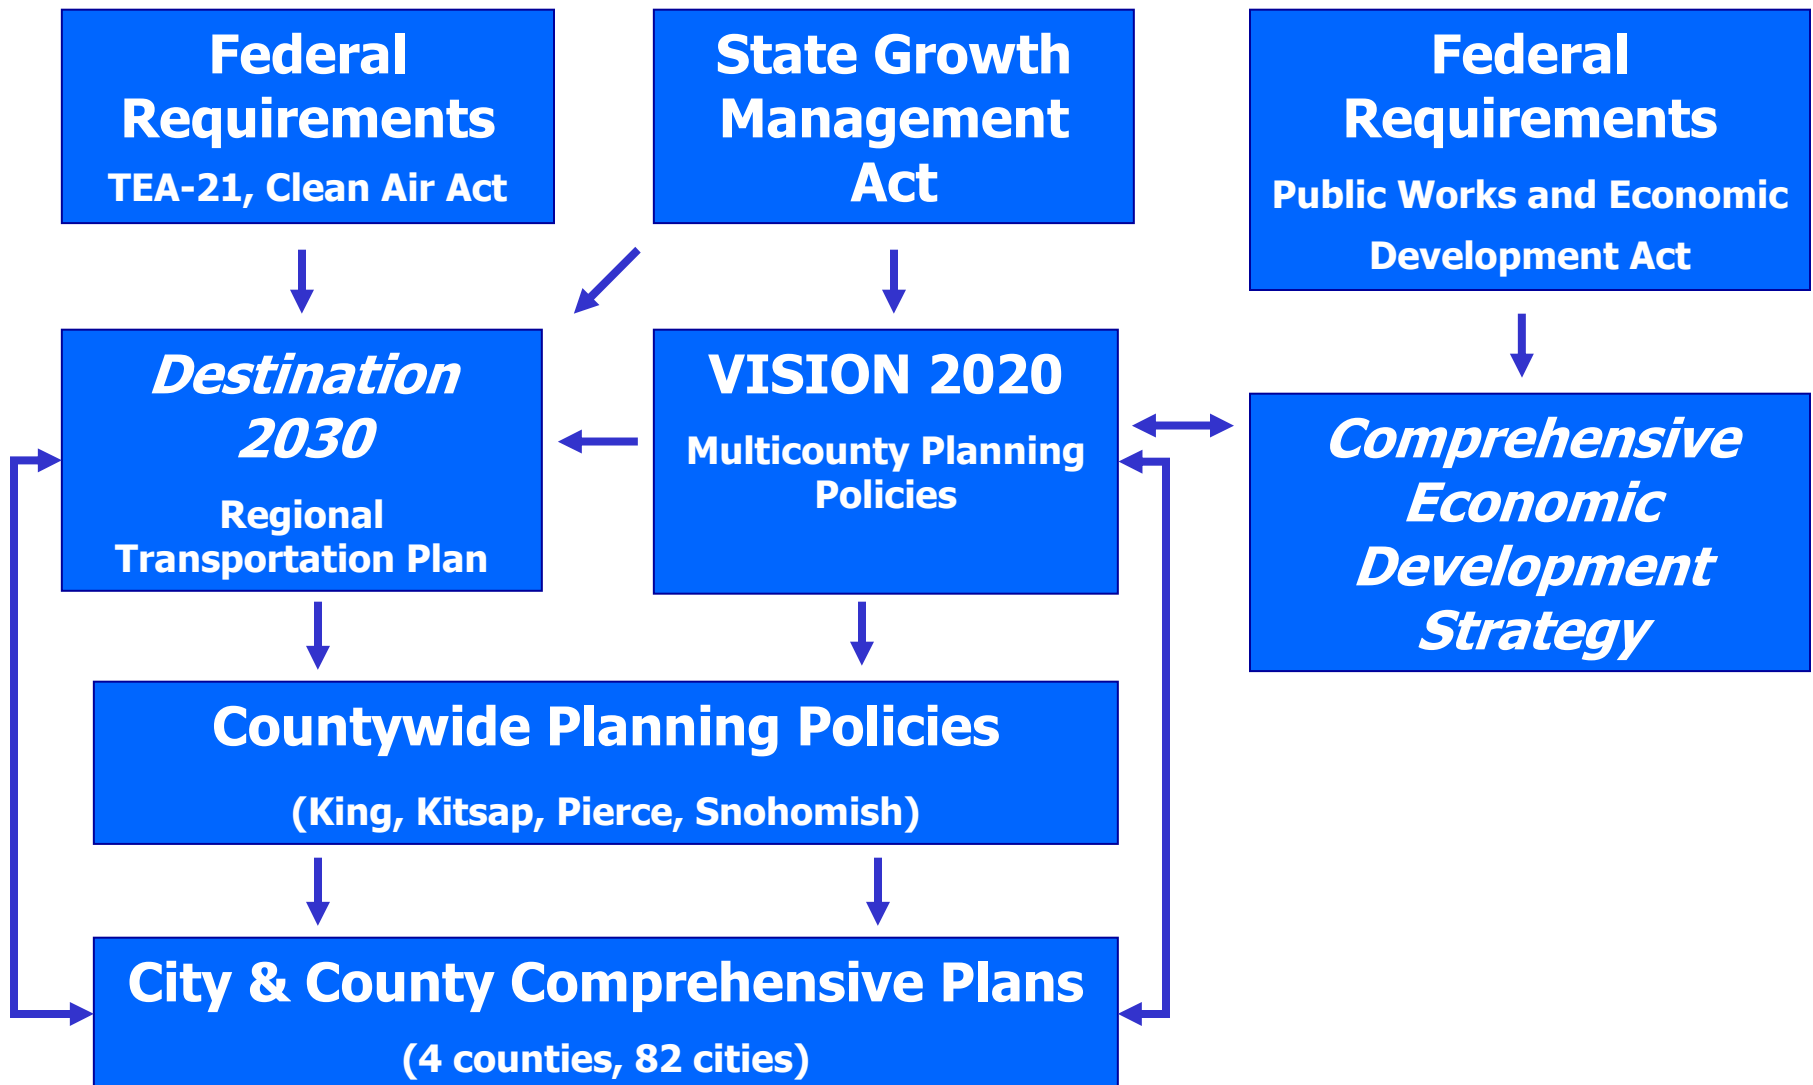 Federal
Requirements
TEA-21, Clean Air Act
State Growth
Management
Act
Federal
Requirements
Public Works and Economic
Development Act
Destination
2030
Regional
Transportation Plan
VISION 2020
Multicounty Planning
Policies
Comprehensive
Economic
Development
Strategy
Countywide Planning Policies
(King, Kitsap, Pierce, Snohomish)
City & County Comprehensive Plans
(4 counties, 82 cities)